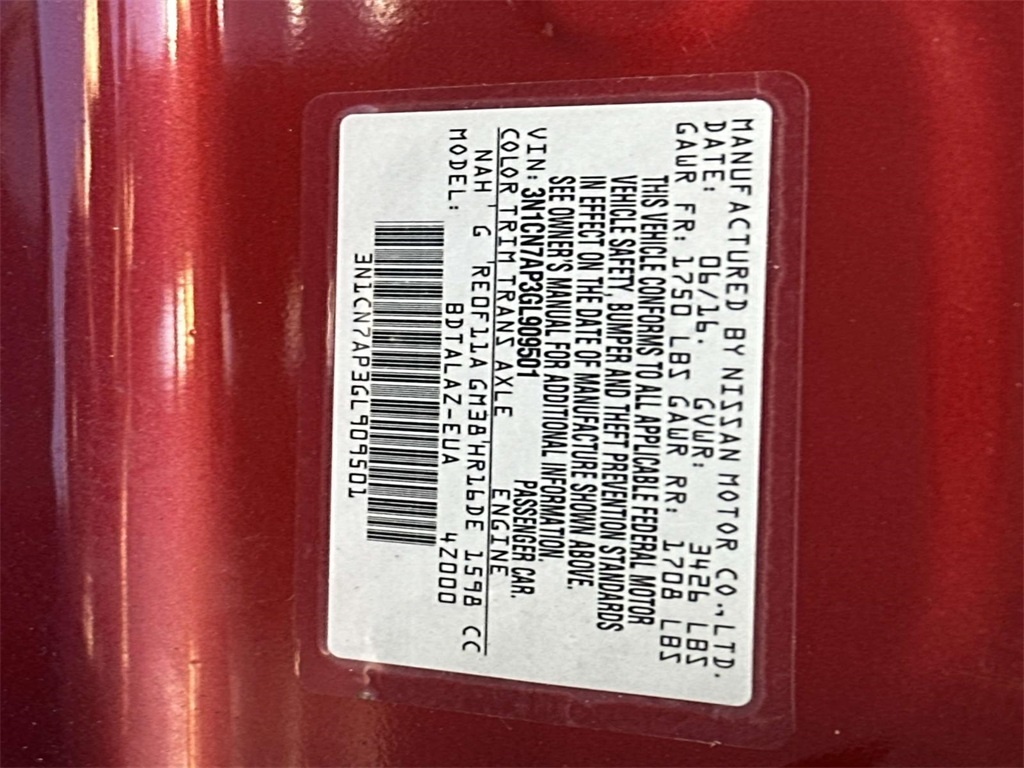 MANUFACTURED BY NISSAN MOTOR CO.,LTD.
DATE: 06/16. GVWR: 3426 LBS
GAWR FR: 1750 LBS GAWR RR: 1708 LBS
THIS VEHICLE CONFORMS TO ALL APPLICABLE FEDERAL MOTOR
VEHICLE SAFETY, BUMPER AND THEFT PREVENTION STANDARDS
IN EFFECT ON THE DATE OF MANUFACTURE SHOWN ABOVE.
SEE OWNER'S MANUAL FOR ADDITIONAL INFORMATION.
VIN: 3N1CN7AP3GL909501 PASSENGER CAR.
COLOR TRIM TRANS AXLE ENGINE
NAH' G 'RE0F11A GM38'HR16DE 1598 CC
MODEL: BDTALAZ-EUA 4Z000
3N1CN7AP3GL909501